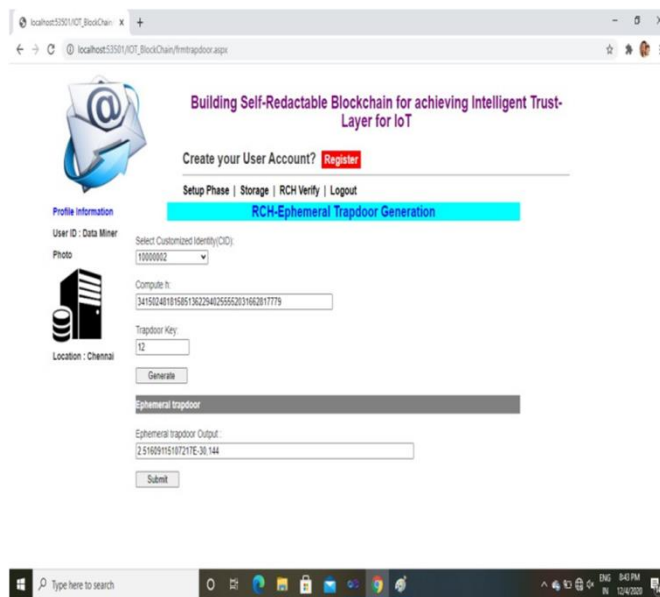 localhost:53501/IOT_BlockChain
localhost:53501/IOT_BlockChain/frmtrapdoor.aspx
Building Self-Redactable Blockchain for achieving Intelligent Trust-
Layer for IoT
Create your User Account? Register
Setup Phase | Storage | RCH Verify | Logout
Profile Information
RCH-Ephemeral Trapdoor Generation
User ID : Data Miner
Photo
Location : Chennai
Select Customized Identity(CID):
10000002
Compute h:
Trapdoor Key:
12
Generate
Ephemeral trapdoor
Ephemeral trapdoor Output :
2.51609115107217E-30,144
Submit
Type here to search
ENG
IN
8:43 PM
12/4/2020